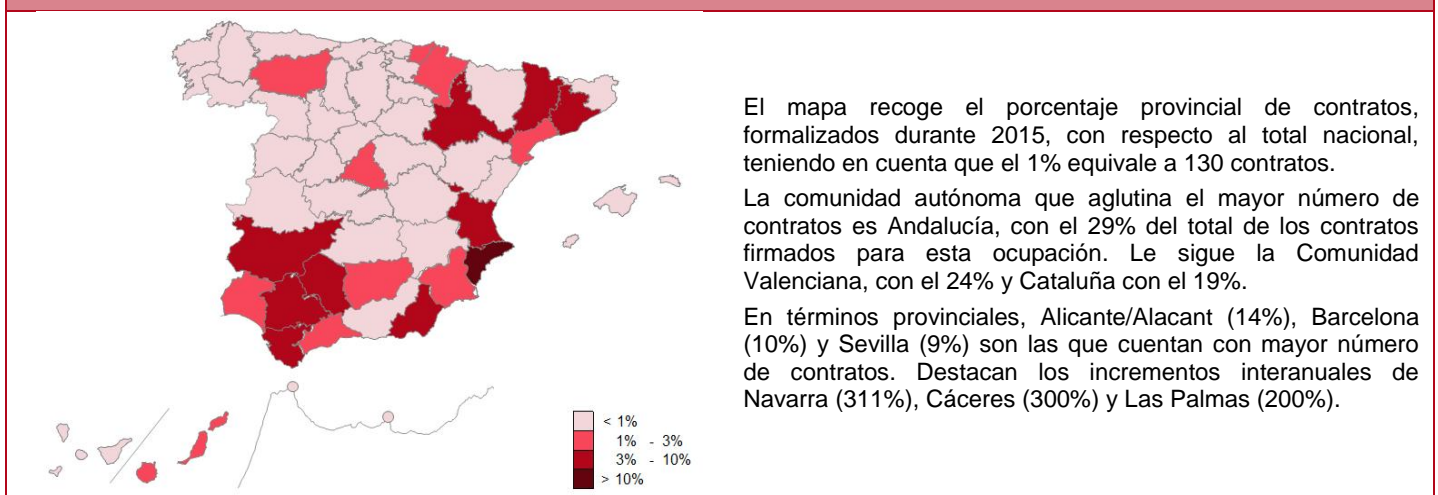 El mapa recoge el porcentaje provincial de contratos,
formalizados durante 2015, con respecto al total nacional,
teniendo en cuenta que el 1% equivale a 130 contratos.
La comunidad autónoma que aglutina el mayor número de
contratos es Andalucía, con el 29% del total de los contratos
firmados para esta ocupación. Le sigue la Comunidad
Valenciana, con el 24% y Cataluña con el 19%.
En términos provinciales, Alicante/Alacant (14%), Barcelona
(10%) y Sevilla (9%) son las que cuentan con mayor número
de contratos. Destacan los incrementos interanuales de
Navarra (311%), Cáceres (300%) y Las Palmas (200%).
< 1%
1% - 3%
3% - 10%
> 10%